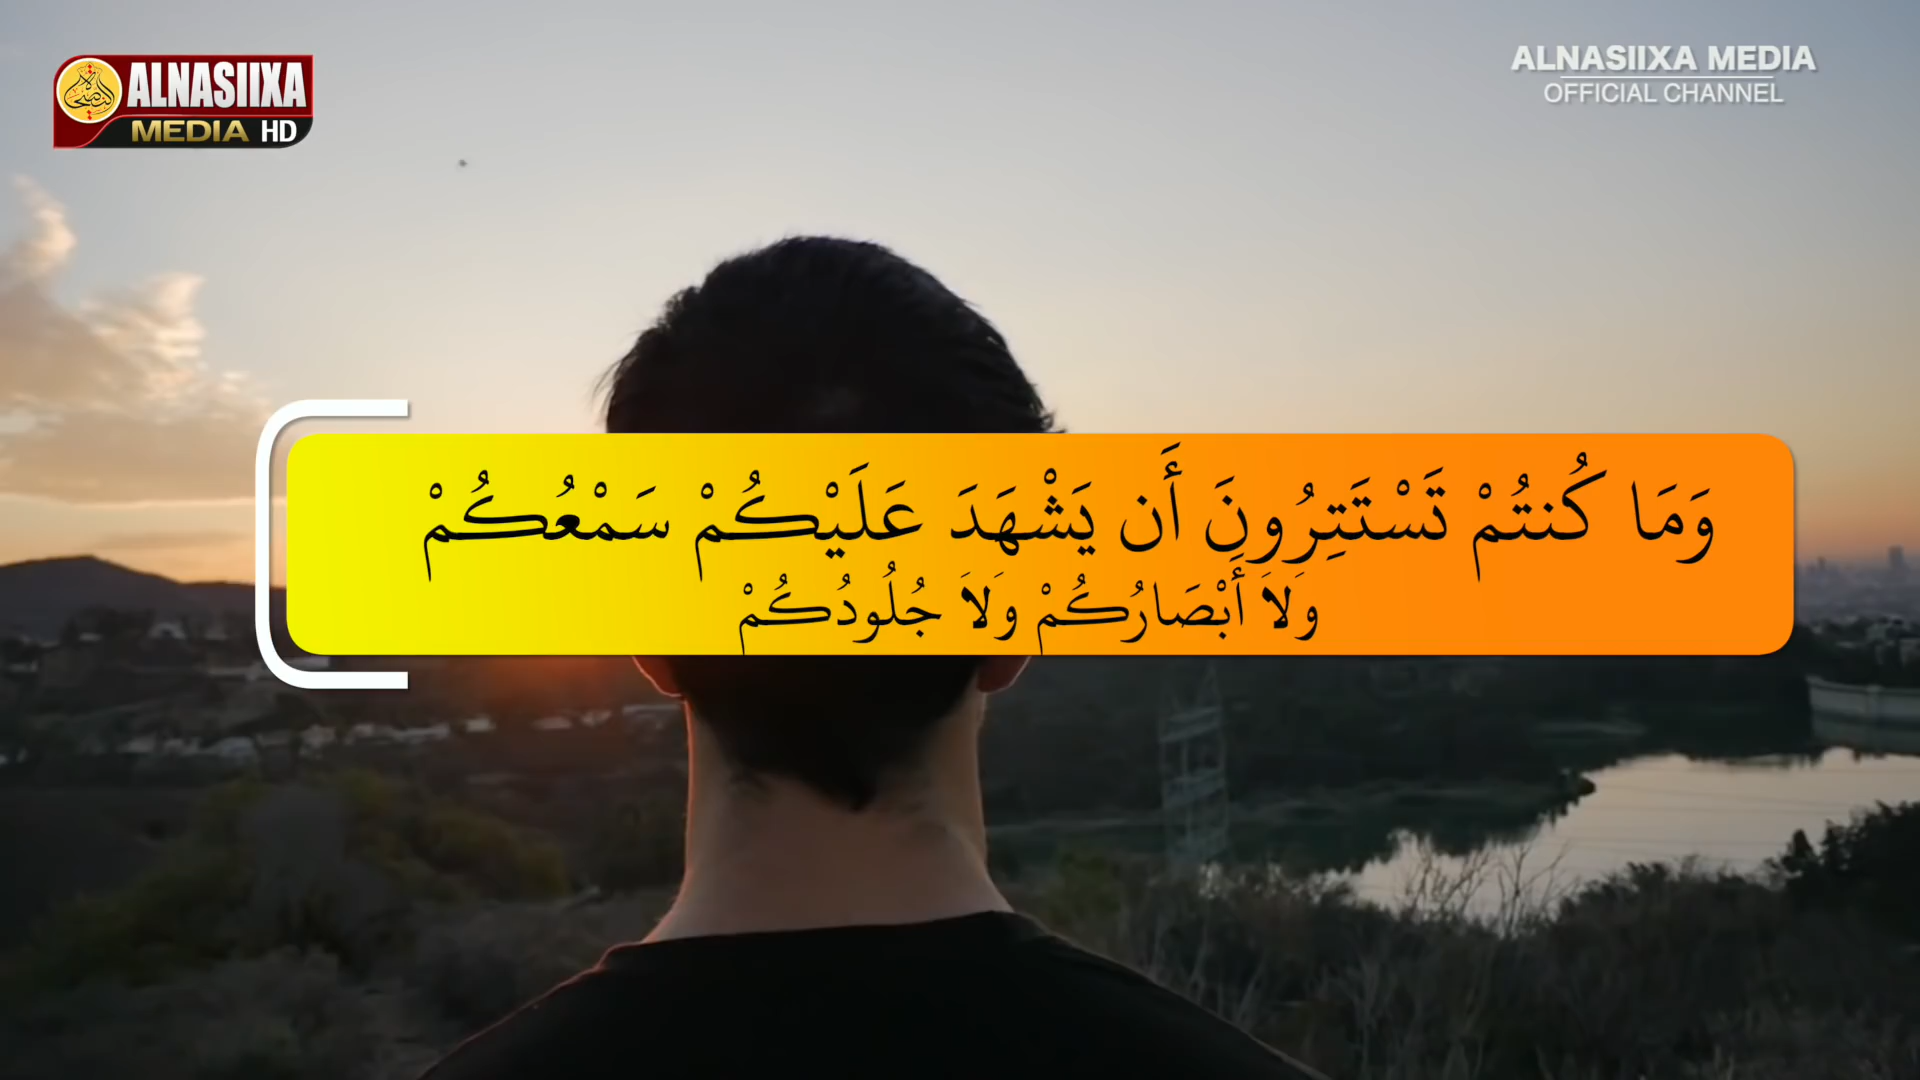 ALNASIIXA
MEDIA HD
ALNASIIXA MEDIA
OFFICIAL CHANNEL
وَمَا كُنتُمْ تَسْتَتِرُونَ أَن يَشْهَدَ عَلَيْكُمْ سَمْعُكُمْ
وَلَا أَبْصَارُكُمْ وَلَا جُلُودُكُمْ